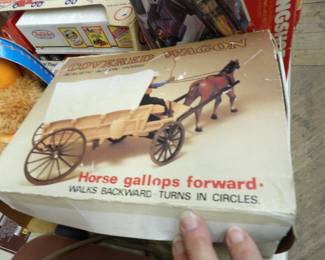 COVERED WAGON
Horse gallops forward.
WALKS BACKWARD TURNS IN CIRCLES.